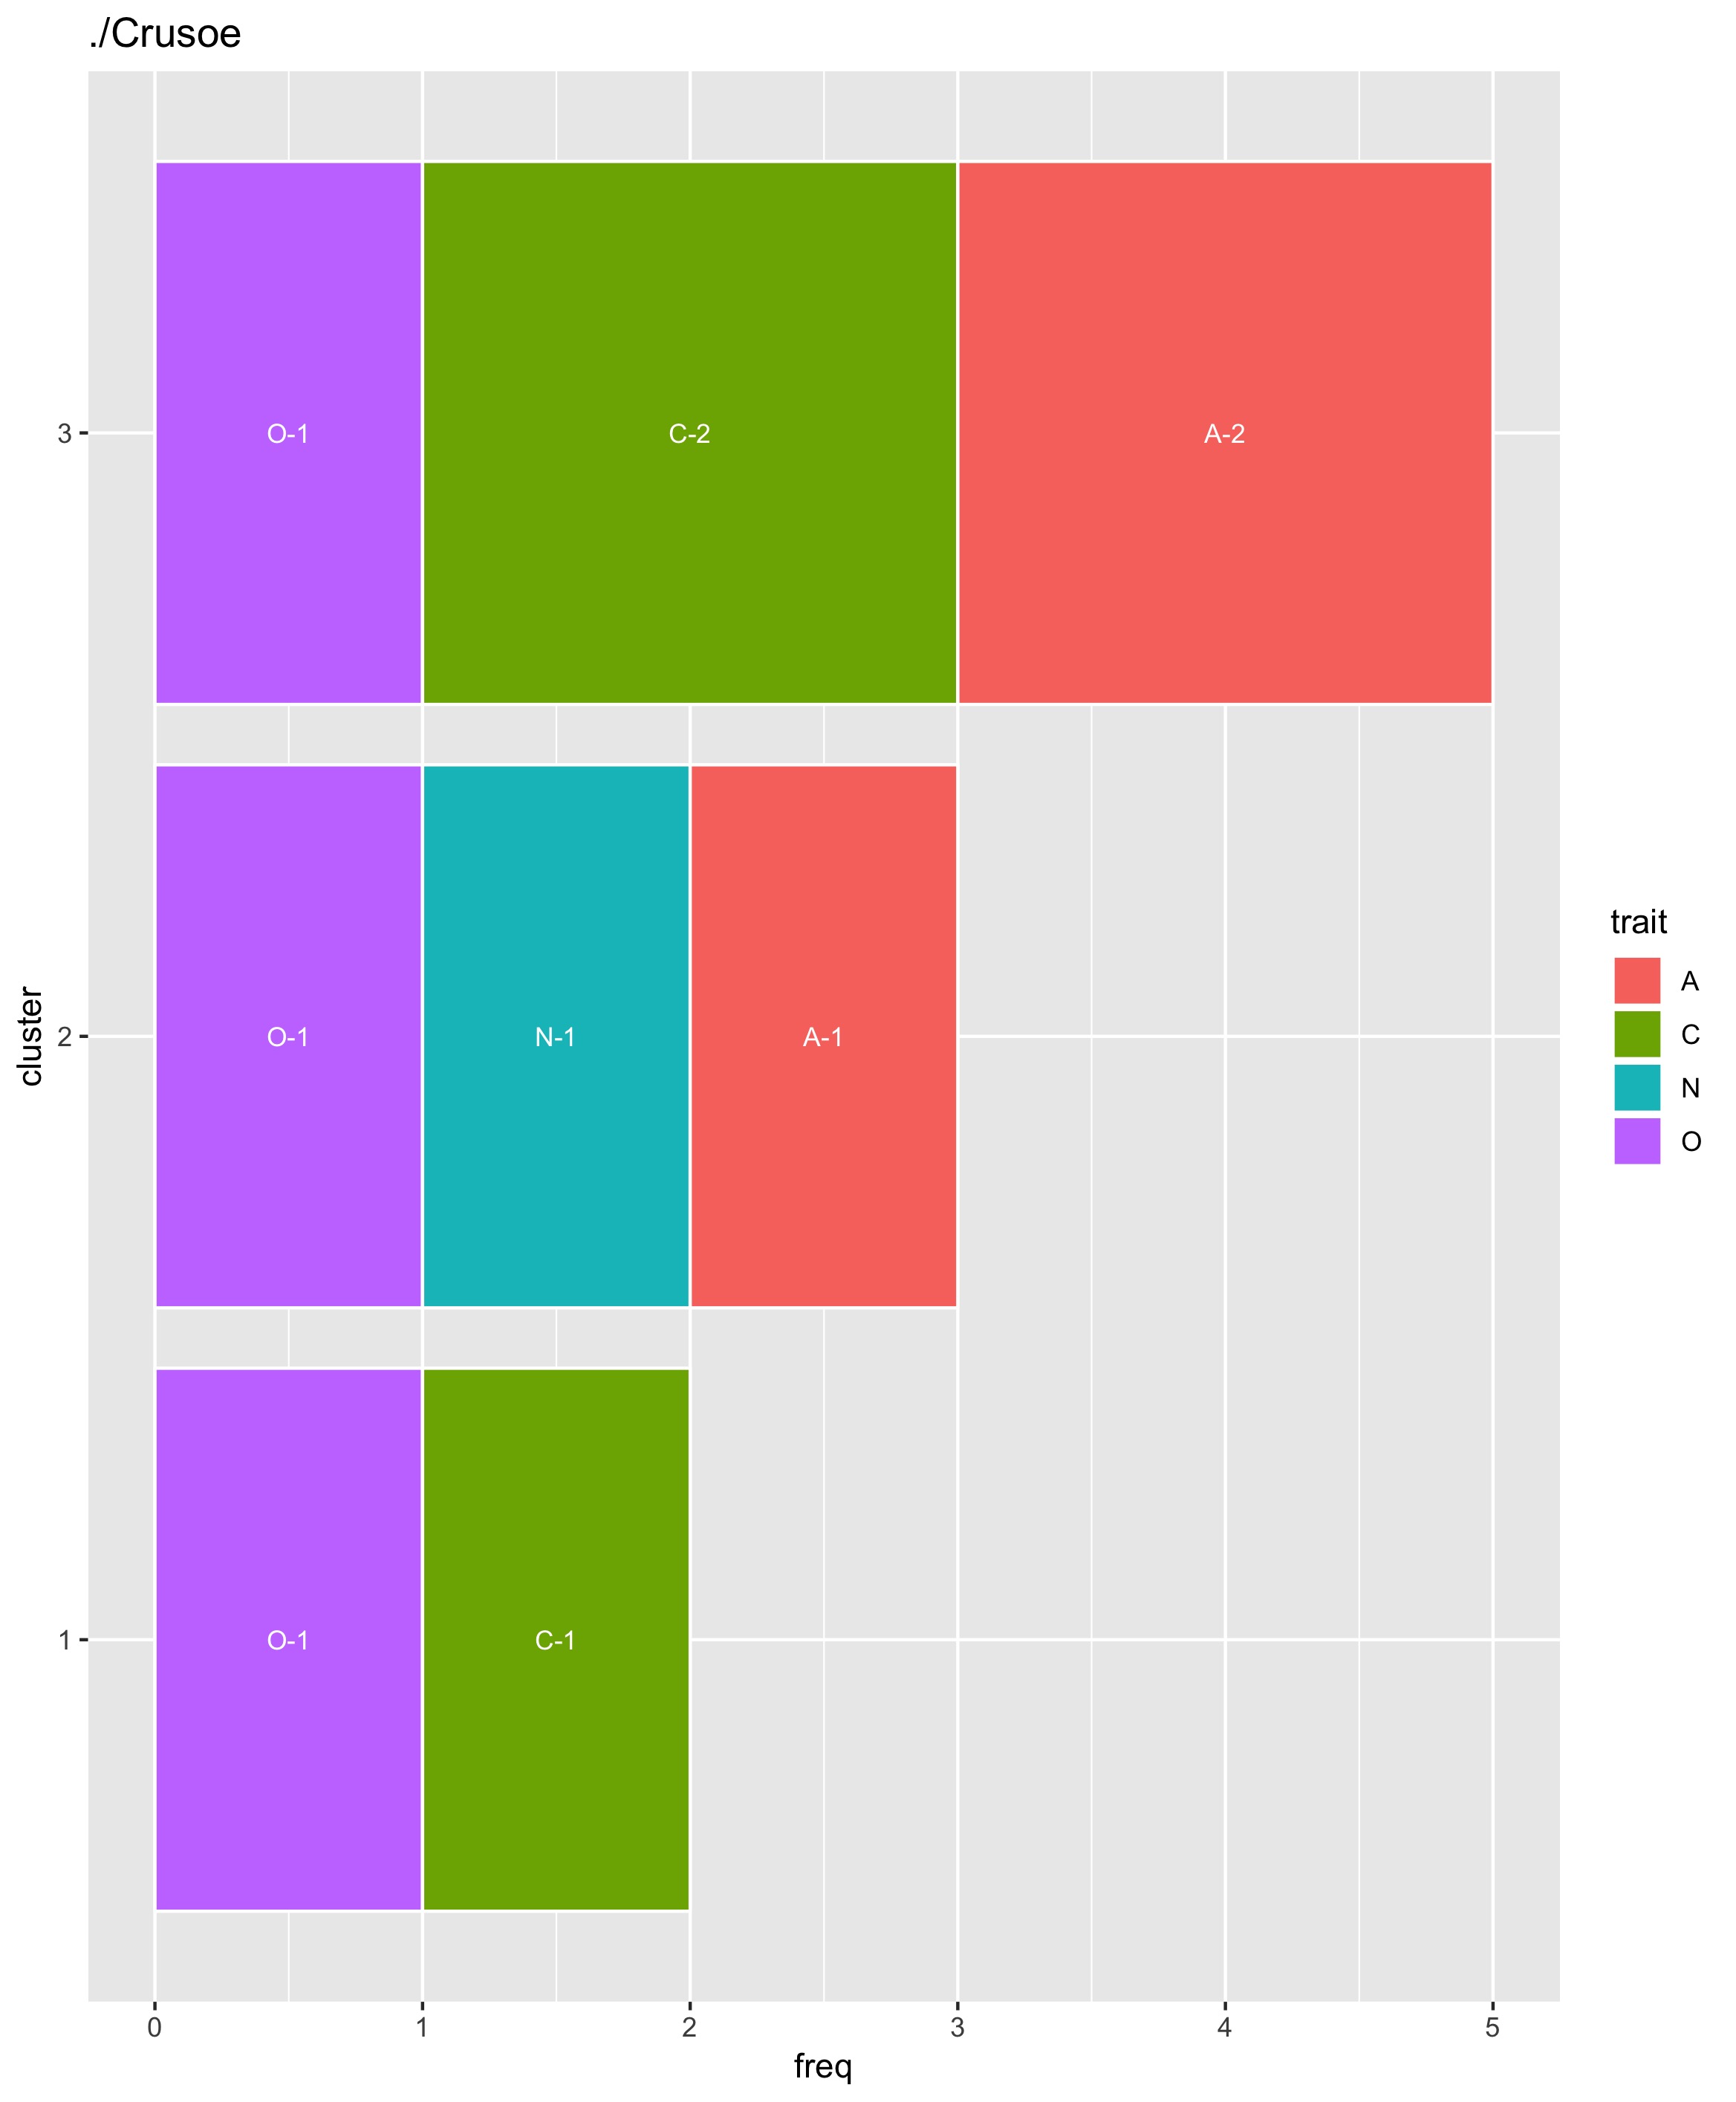 ./Crusoe
3
O-1
C-2
A-2
2
O-1
N-1
A-1
1
O-1
C-1
cluster
0 1 2 3 4 5
freq
trait
A
C
N
O